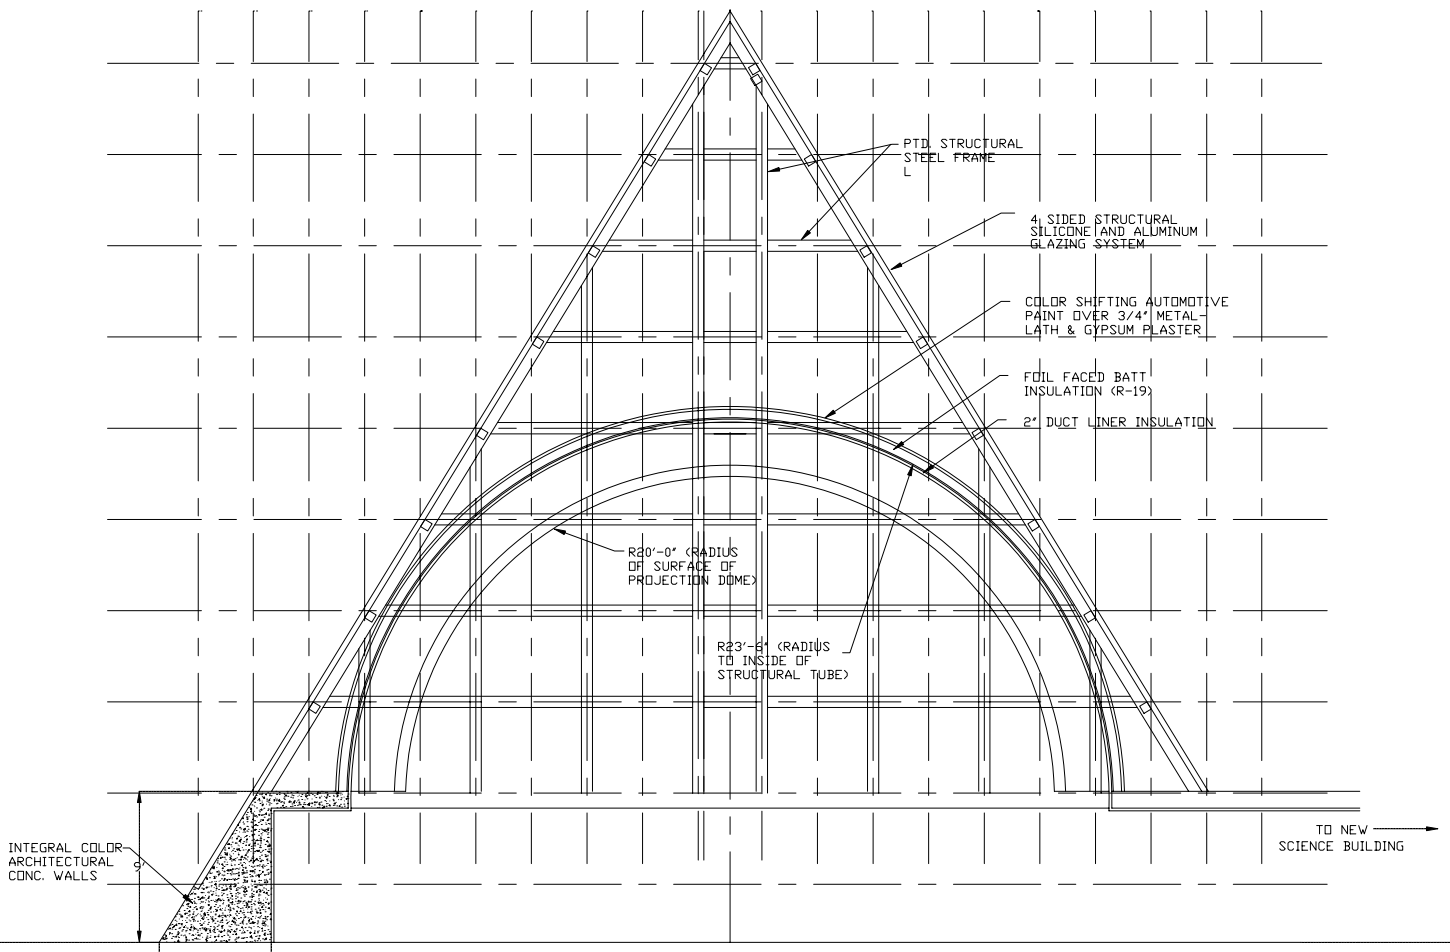 PTD. STRUCTURAL
STEEL FRAME
L
4 SIDED STRUCTURAL
SILICONE AND ALUMINUM
GLAZING SYSTEM
COLOR SHIFTING AUTOMOTIVE
PAINT OVER 3/4" METAL-
LATH & GYPSUM PLASTER
FOIL FACED BATT
INSULATION (R-19)
2" DUCT LINER INSULATION
R20'-0" (RADIUS
OF SURFACE OF
PROJECTION DOME)
R23'-6" (RADIUS
TO INSIDE OF
STRUCTURAL TUBE)
TO NEW
SCIENCE BUILDING
INTEGRAL COLOR
ARCHITECTURAL
CONC. WALLS
9'